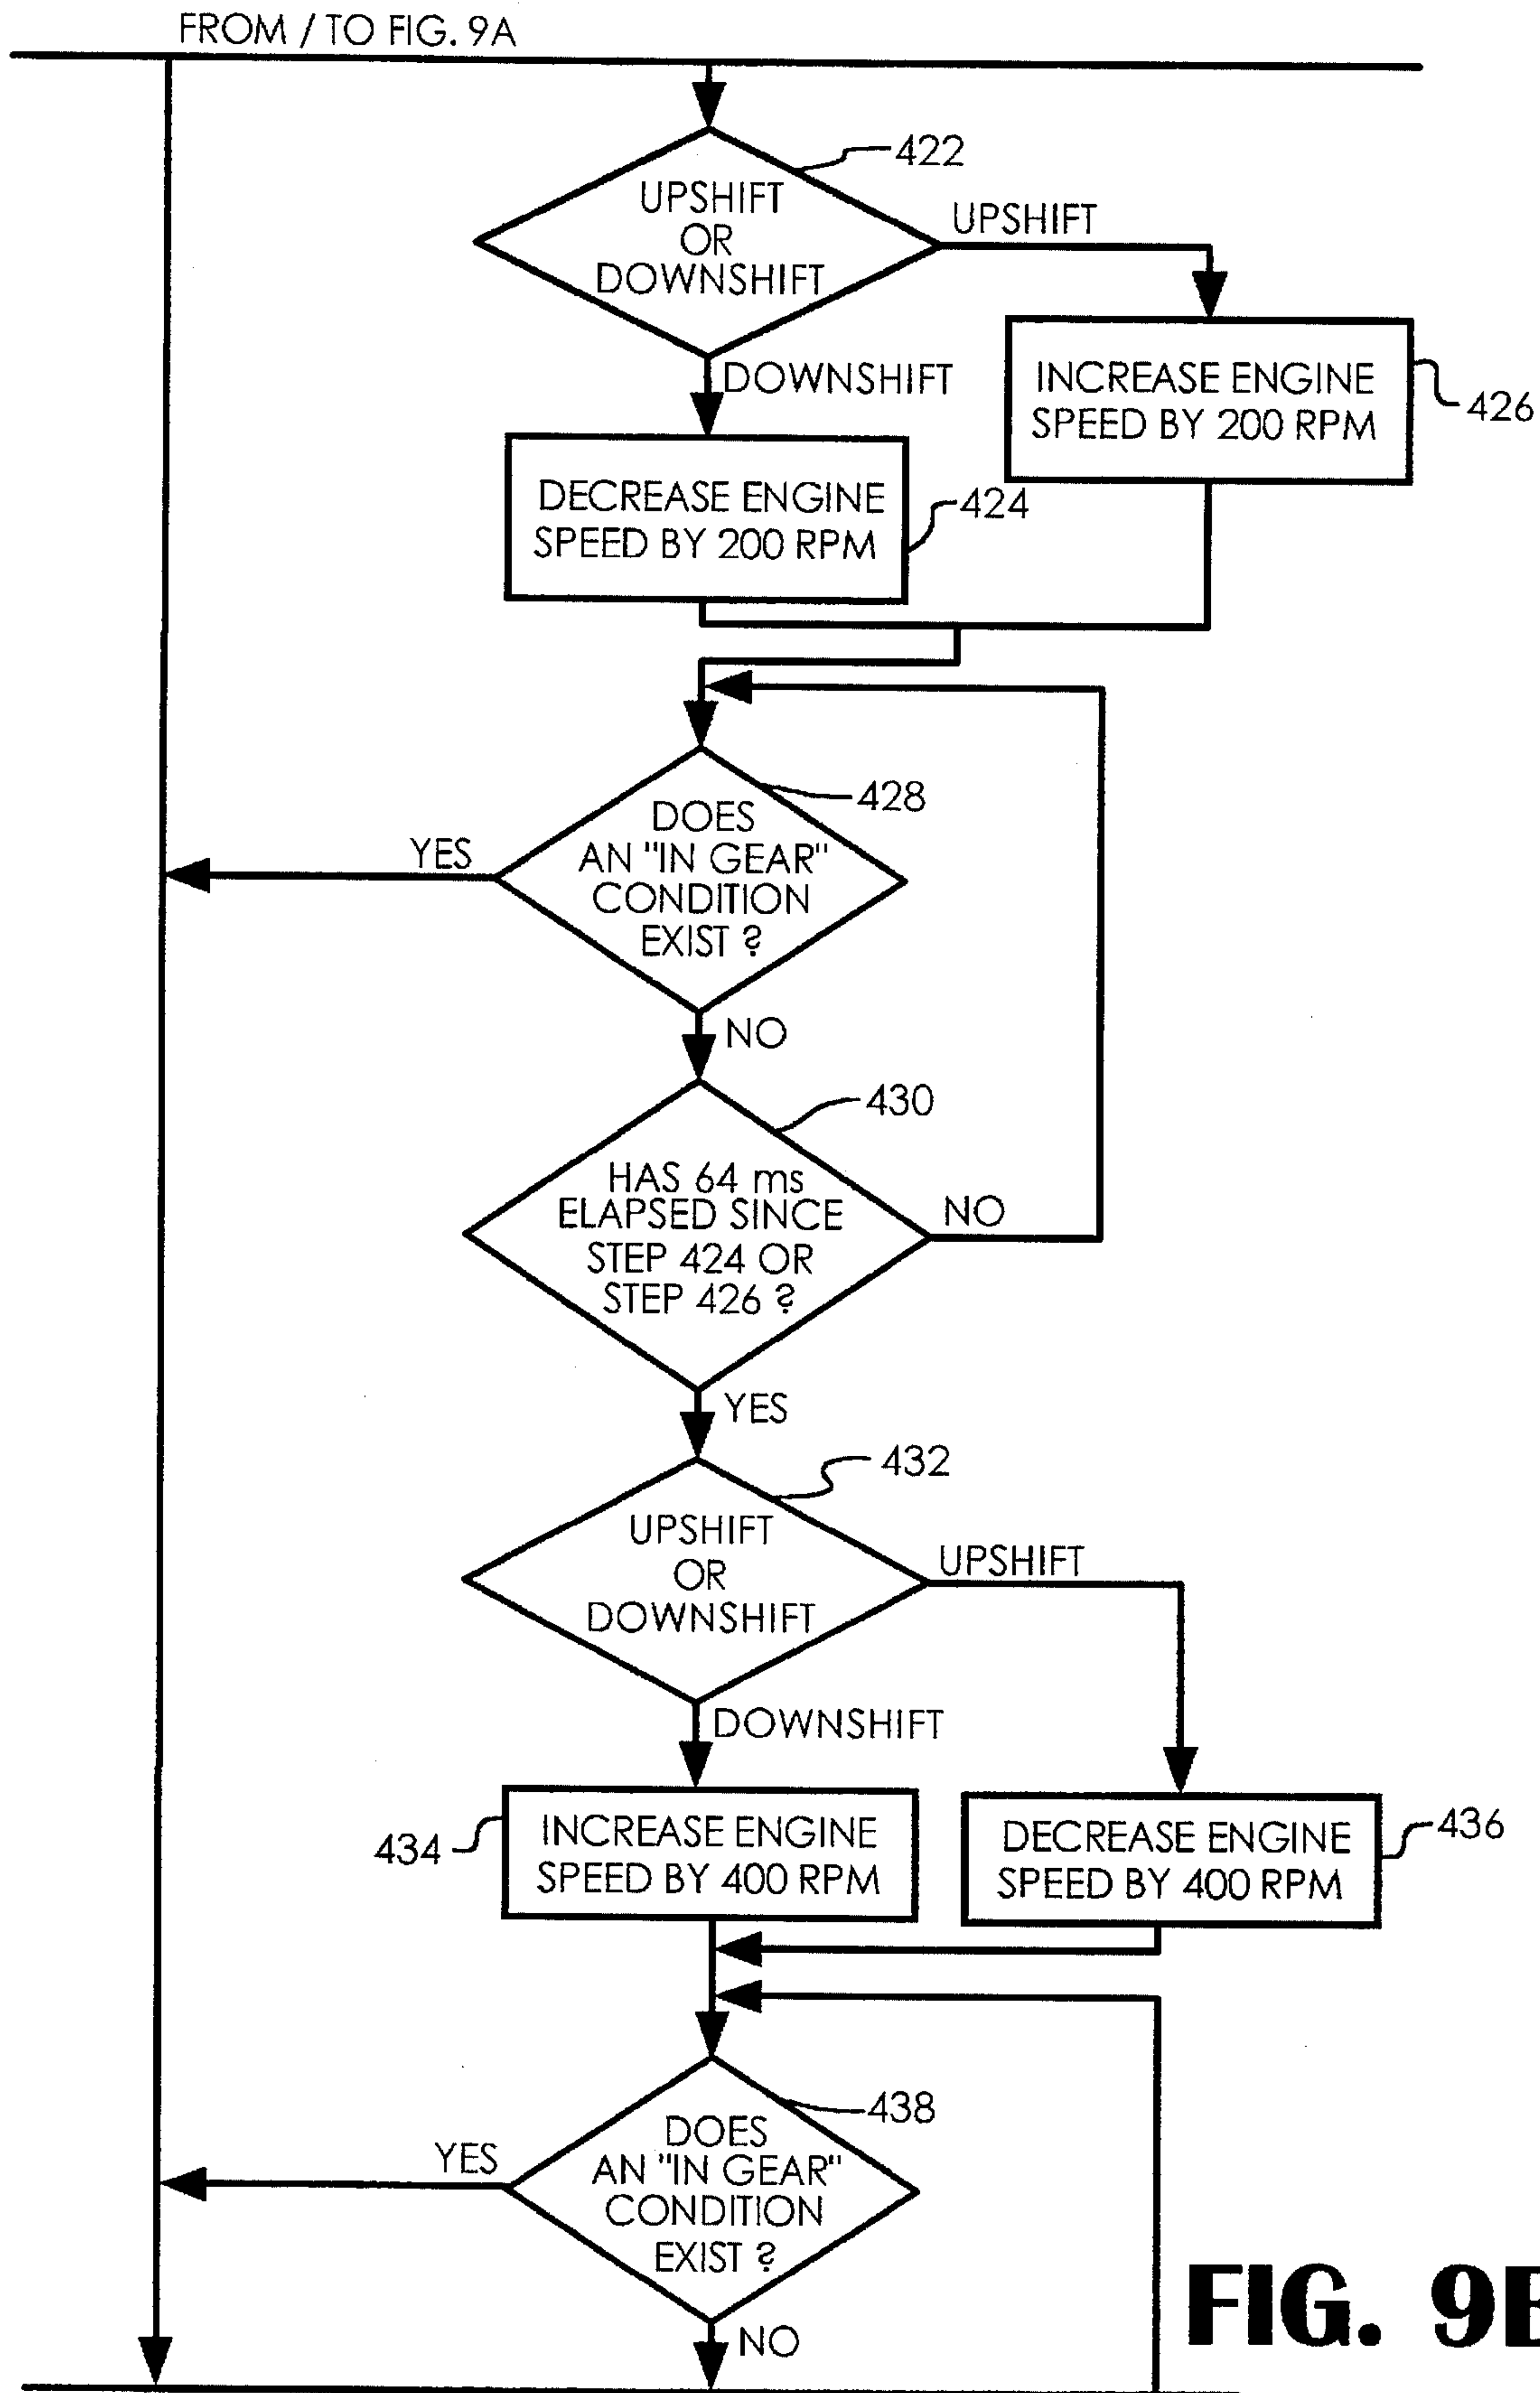 FROM / TO FIG. 9A
422
UPSHIFT
OR
DOWNSHIFT
UPSHIFT
DOWNSHIFT
INCREASE ENGINE
SPEED BY 200 RPM
426
DECREASE ENGINE
SPEED BY 200 RPM
424
428
DOES
AN "IN GEAR"
CONDITION
EXIST ?
YES
NO
430
HAS 64 ms
ELAPSED SINCE
STEP 424 OR
STEP 426 ?
NO
YES
432
UPSHIFT
OR
DOWNSHIFT
UPSHIFT
DOWNSHIFT
434
INCREASE ENGINE
SPEED BY 400 RPM
DECREASE ENGINE
SPEED BY 400 RPM
436
438
DOES
AN "IN GEAR"
CONDITION
EXIST ?
YES
NO
FIG. 9B